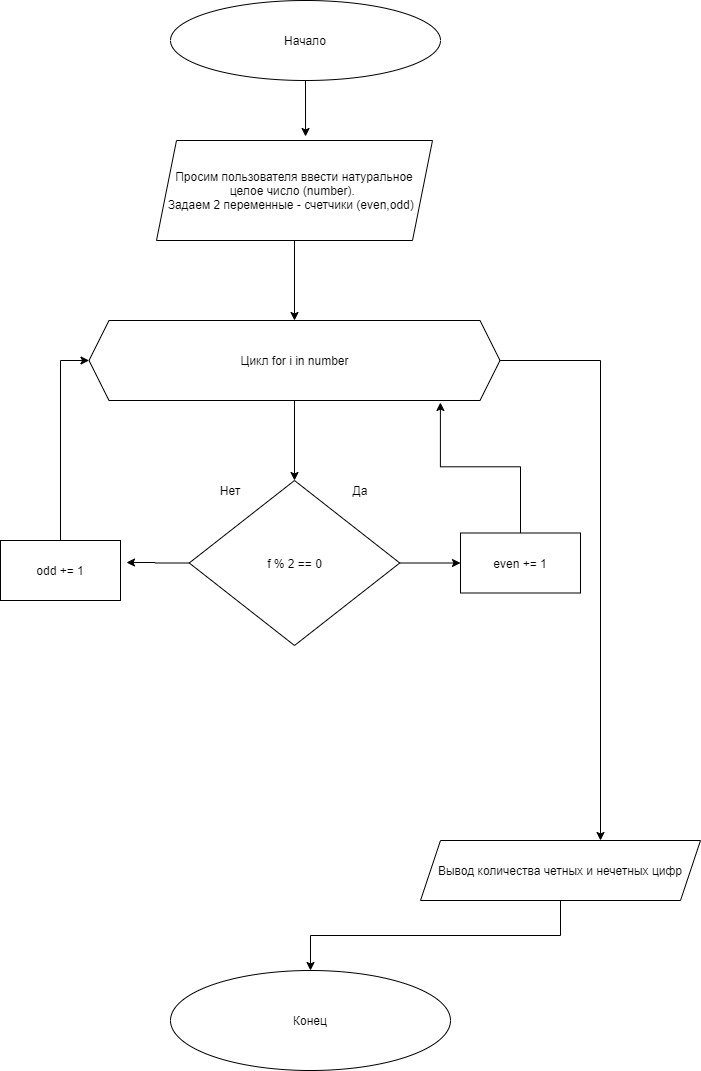 Начало
Просим пользователя ввести натуральное
целое число (number).
Задаем 2 переменные - счетчики (even,odd)
Цикл for i in number
Нет
Да
odd += 1
f % 2 == 0
even += 1
Вывод количества четных и нечетных цифр
Конец